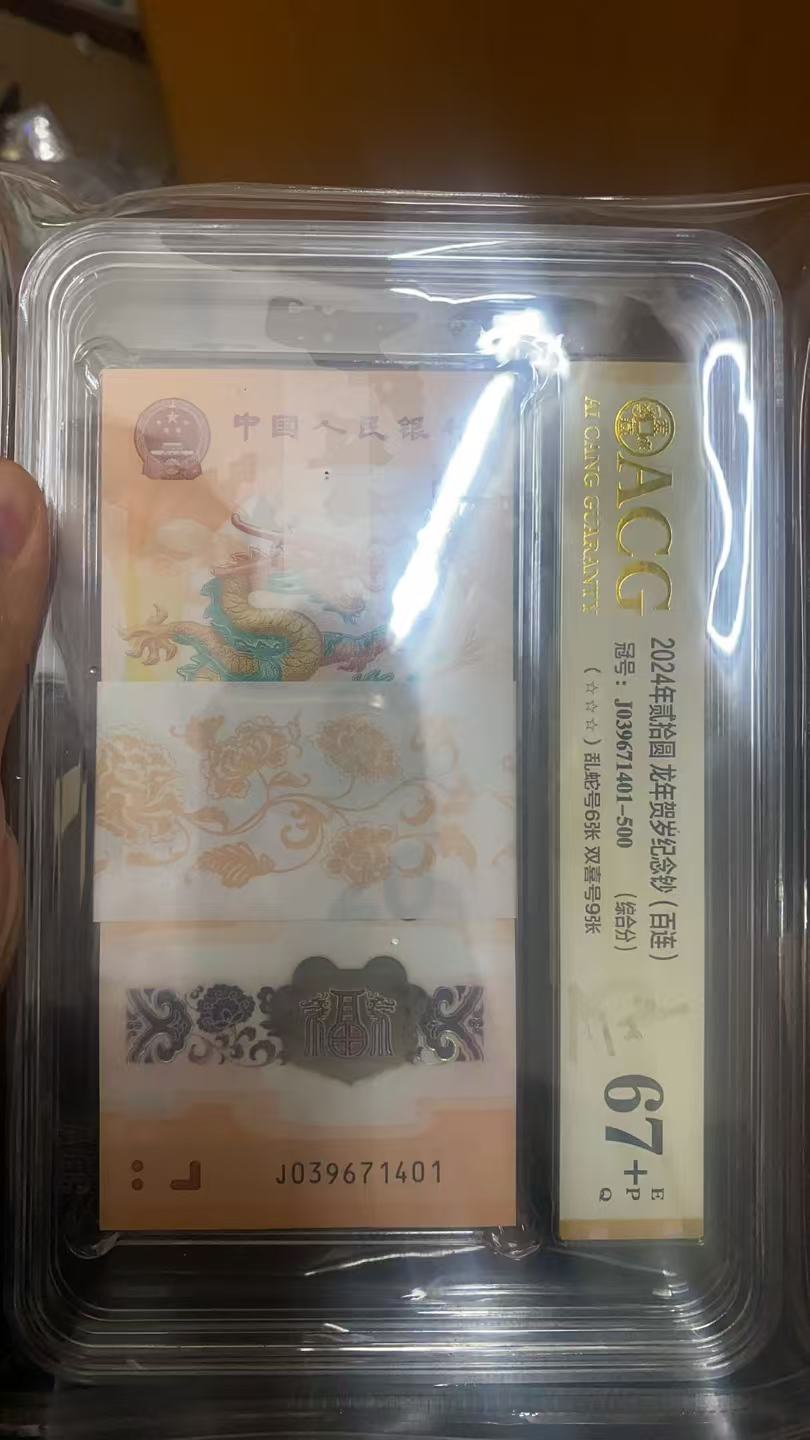 中国人民银
J039671401
ACG
AI CAING GUARANTY
2024年贰拾圆 龙年贺岁纪念钞（百连）
冠号：J039671401-500 （综合分）
（☆☆☆）乱蛇号6张 双喜号9张
67+
E
P
Q